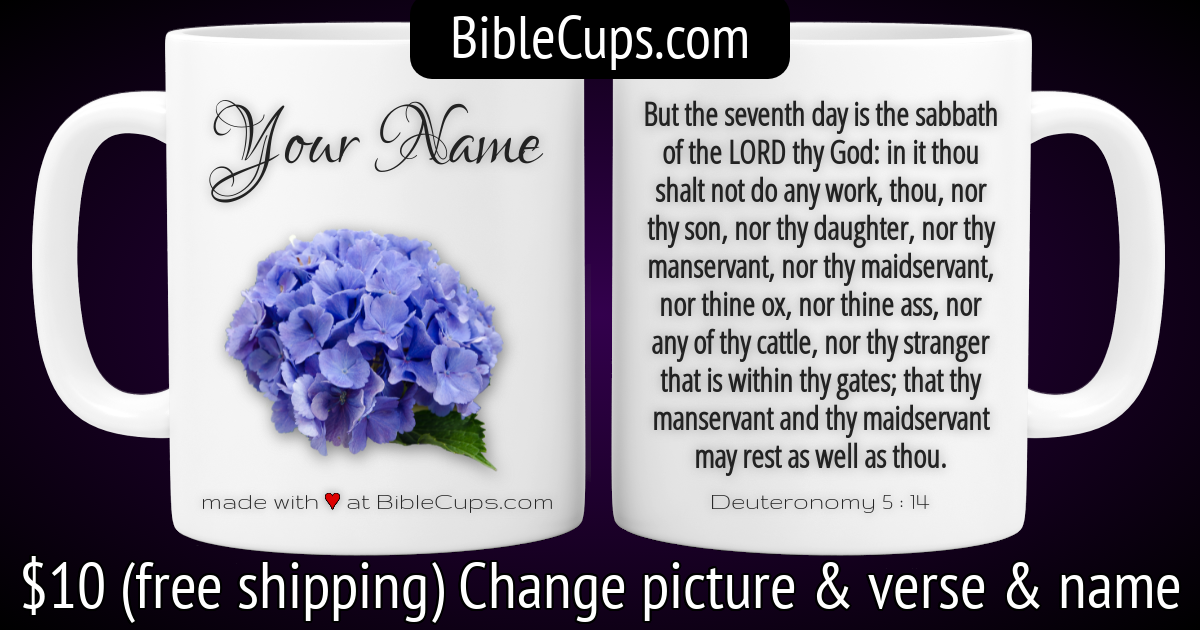 BibleCups.com
Your Name
made with ♥ at BibleCups.com
But the seventh day is the sabbath
of the LORD thy God: in it thou
shalt not do any work, thou, nor
thy son, nor thy daughter, nor thy
manservant, nor thy maidservant,
nor thine ox, nor thine ass, nor
any of thy cattle, nor thy stranger
that is within thy gates; that thy
manservant and thy maidservant
may rest as well as thou.
Deuteronomy 5 : 14
$10 (free shipping) Change picture & verse & name